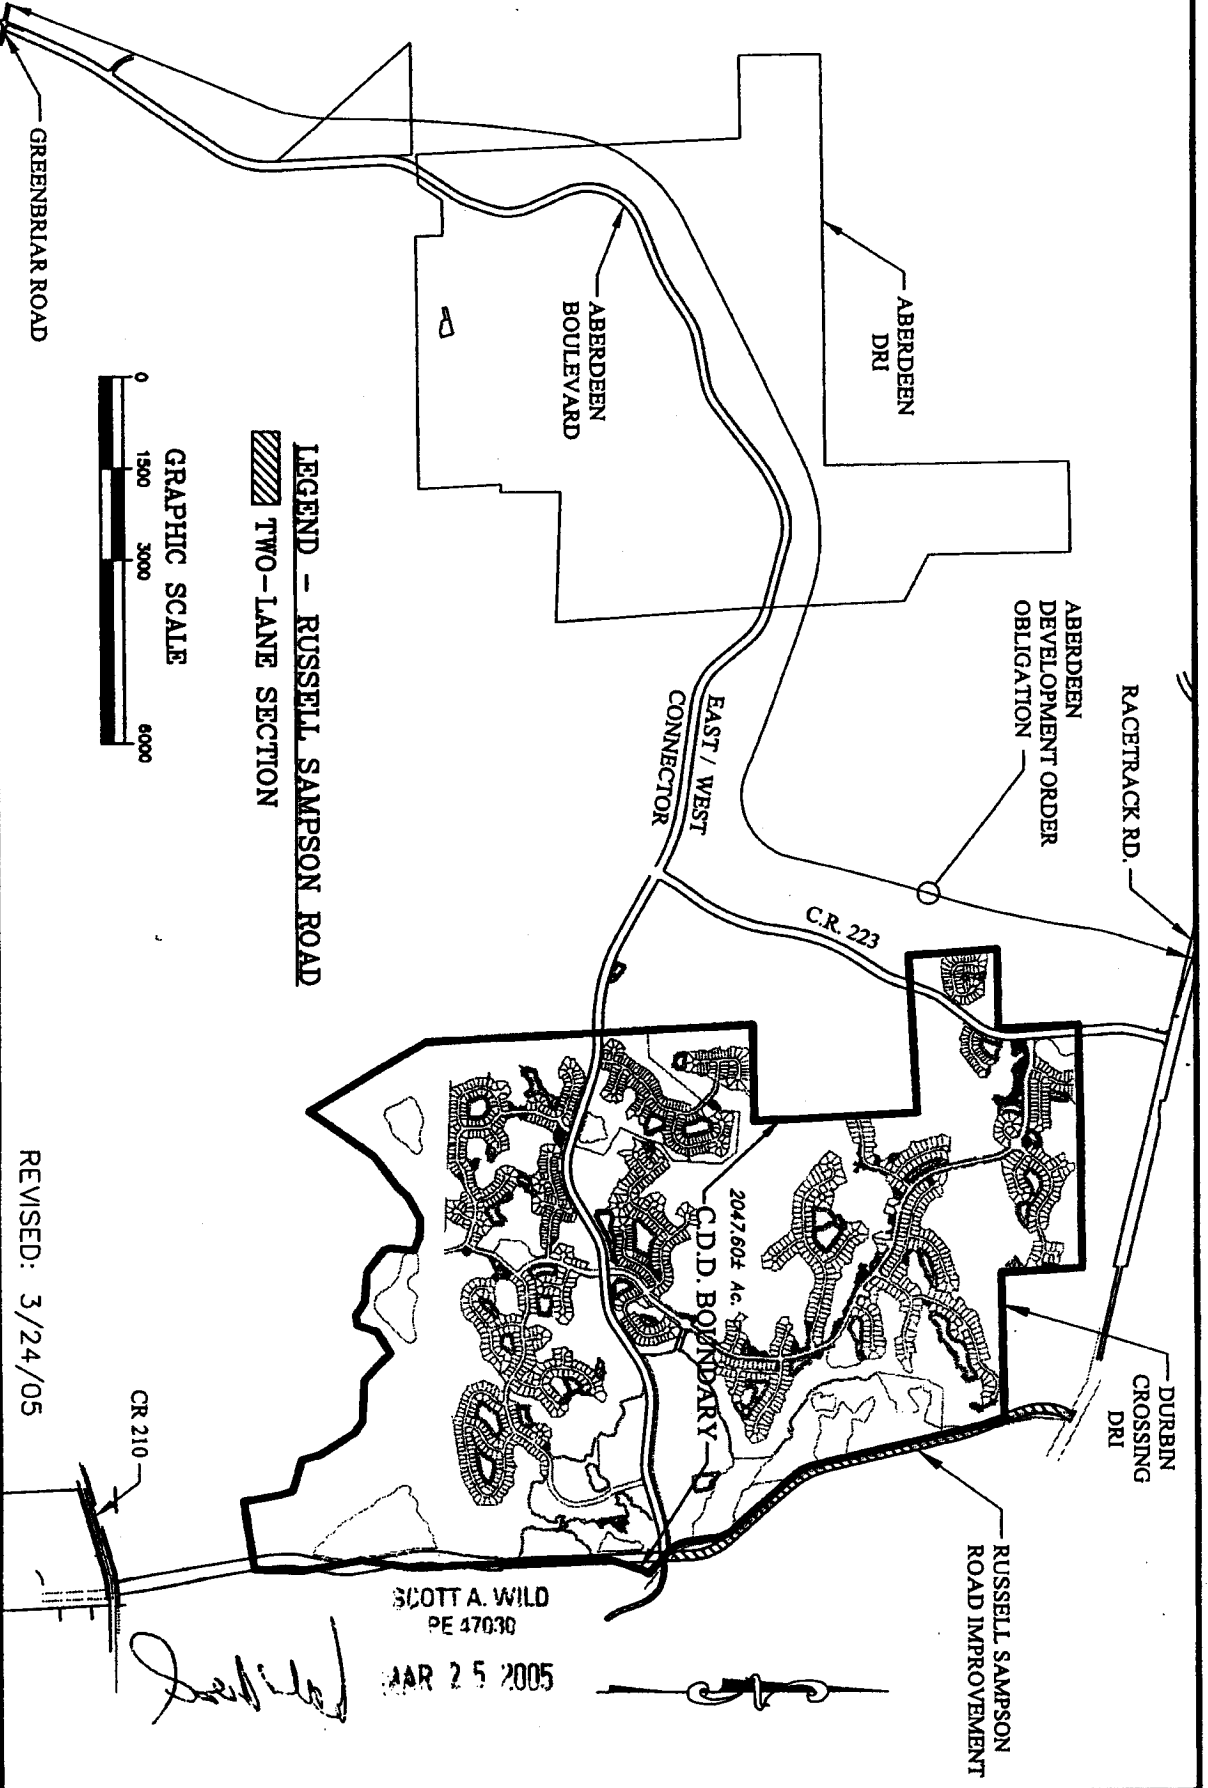 RACETRACK RD.
ABERDEEN
DEVELOPMENT ORDER
OBLIGATION
ABERDEEN
DRI
DURBIN
CROSSING
DRI
RUSSELL SAMPSON
ROAD IMPROVEMENT
C.R. 223
EAST / WEST
CONNECTOR
2047.60± Ac.
C.D.D. BOUNDARY
ABERDEEN
BOULEVARD
GREENBRIAR ROAD
LEGEND - RUSSELL SAMPSON ROAD
TWO-LANE SECTION
GRAPHIC SCALE
0 1500 3000 6000
CR 210
SCOTT A. WILD
PE 47030
MAR 25 2005
REVISED: 3/24/05